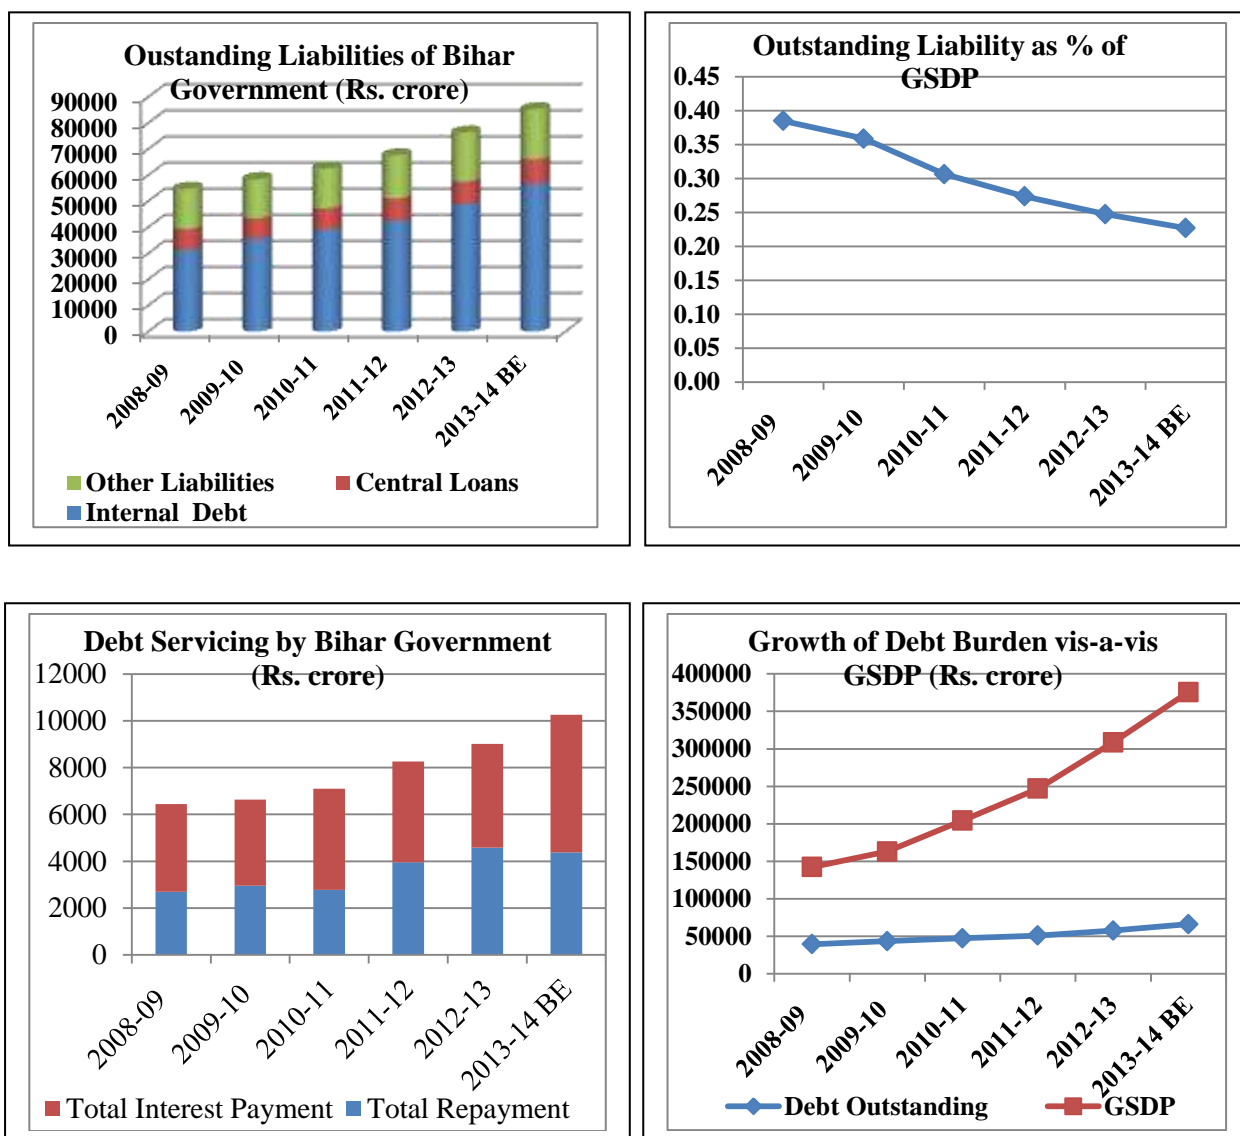 Oustanding Liabilities of Bihar
Government (Rs. crore)
90000
80000
70000
60000
50000
40000
30000
20000
10000
0
2008-09
2009-10
2010-11
2011-12
2012-13
2013-14 BE
Other Liabilities
Central Loans
Internal Debt
Outstanding Liability as % of
GSDP
0.45
0.40
0.35
0.30
0.25
0.20
0.15
0.10
0.05
0.00
2008-09
2009-10
2010-11
2011-12
2012-13
2013-14 BE
Debt Servicing by Bihar Government
(Rs. crore)
12000
10000
8000
6000
4000
2000
0
2008-09
2009-10
2010-11
2011-12
2012-13
2013-14 BE
Total Interest Payment
Total Repayment
Growth of Debt Burden vis-a-vis
GSDP (Rs. crore)
400000
350000
300000
250000
200000
150000
100000
50000
0
2008-09
2009-10
2010-11
2011-12
2012-13
2013-14 BE
Debt Outstanding
GSDP